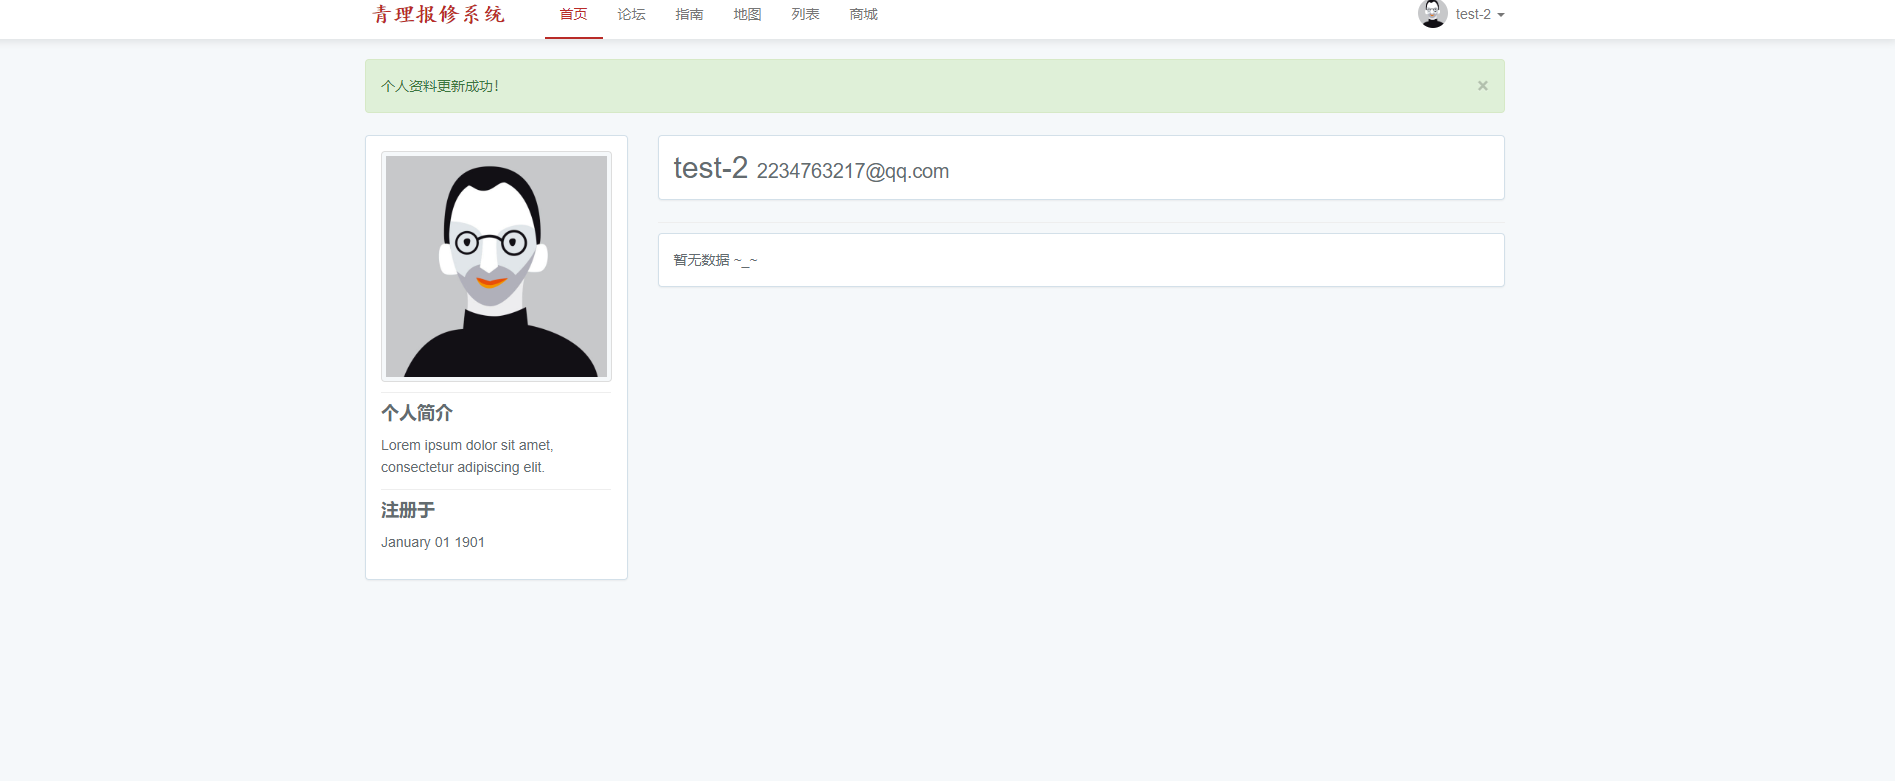 青理报修系统 首页 论坛 指南 地图 列表 商城 test-2
个人资料更新成功！ ×
test-2 2234763217@qq.com
暂无数据 ~_~
个人简介
Lorem ipsum dolor sit amet,
consectetur adipiscing elit.
注册于
January 01 1901